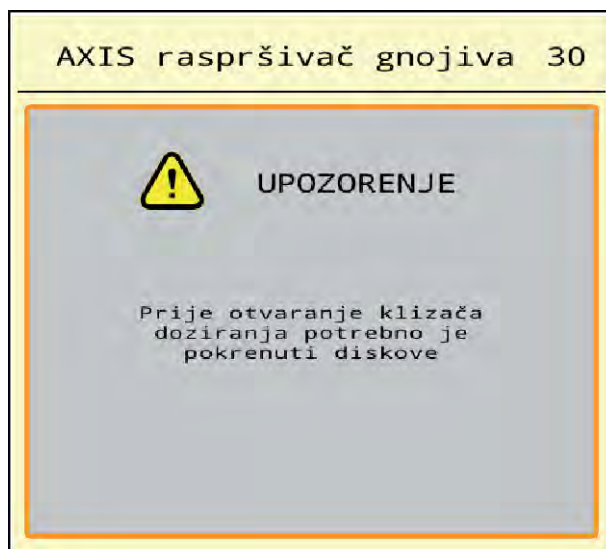 AXIS raspršivač gnojiva 30
UPOZORENJE
Prije otvaranje klizača
doziranja potrebno je
pokrenuti diskove